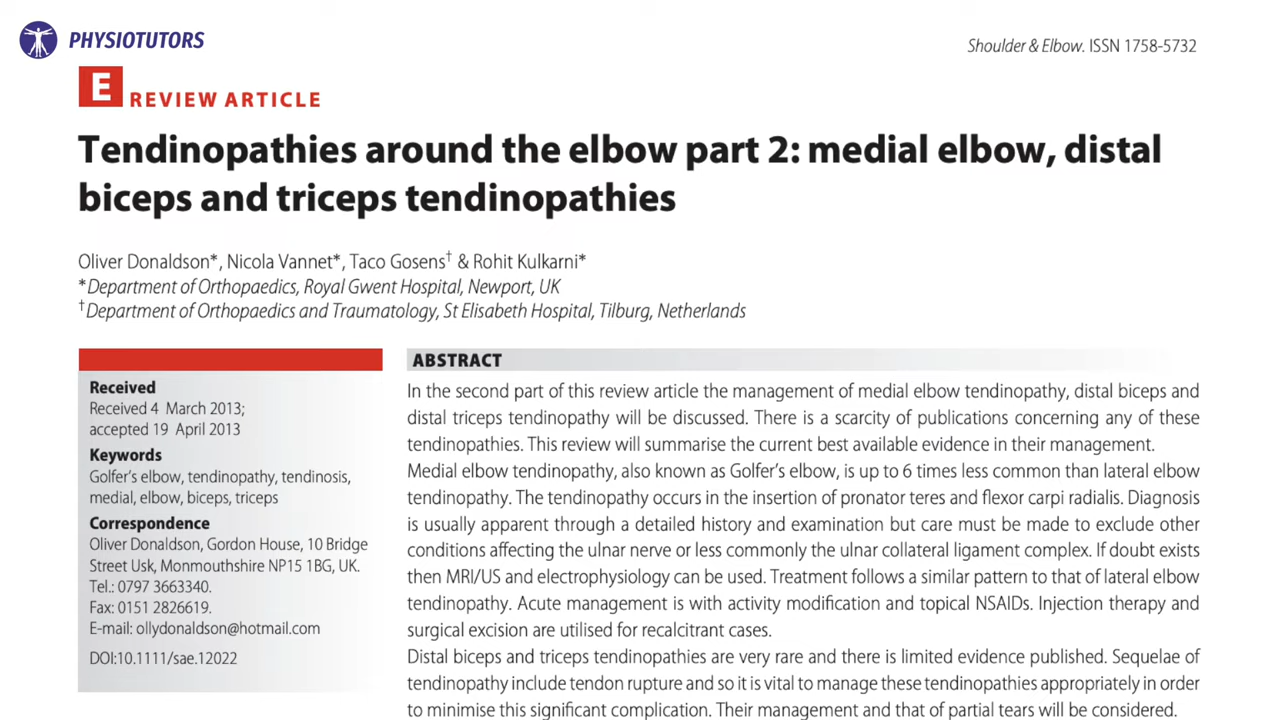 PHYSIOTUTORS
Shoulder & Elbow. ISSN 1758-5732
E REVIEW ARTICLE
Tendinopathies around the elbow part 2: medial elbow, distal
biceps and triceps tendinopathies
Oliver Donaldson*, Nicola Vannet*, Taco Gosens† & Rohit Kulkarni*
*Department of Orthopaedics, Royal Gwent Hospital, Newport, UK
†Department of Orthopaedics and Traumatology, St Elisabeth Hospital, Tilburg, Netherlands
Received
Received 4 March 2013;
accepted 19 April 2013
Keywords
Golfer's elbow, tendinopathy, tendinosis,
medial, elbow, biceps, triceps
Correspondence
Oliver Donaldson, Gordon House, 10 Bridge
Street Usk, Monmouthshire NP15 1BG, UK.
Tel.: 0797 3663340.
Fax: 0151 2826619.
E-mail: ollydonaldson@hotmail.com
DOI:10.1111/sae.12022
ABSTRACT
In the second part of this review article the management of medial elbow tendinopathy, distal biceps and
distal triceps tendinopathy will be discussed. There is a scarcity of publications concerning any of these
tendinopathies. This review will summarise the current best available evidence in their management.
Medial elbow tendinopathy, also known as Golfer's elbow, is up to 6 times less common than lateral elbow
tendinopathy. The tendinopathy occurs in the insertion of pronator teres and flexor carpi radialis. Diagnosis
is usually apparent through a detailed history and examination but care must be made to exclude other
conditions affecting the ulnar nerve or less commonly the ulnar collateral ligament complex. If doubt exists
then MRI/US and electrophysiology can be used. Treatment follows a similar pattern to that of lateral elbow
tendinopathy. Acute management is with activity modification and topical NSAIDs. Injection therapy and
surgical excision are utilised for recalcitrant cases.
Distal biceps and triceps tendinopathies are very rare and there is limited evidence published. Sequelae of
tendinopathy include tendon rupture and so it is vital to manage these tendinopathies appropriately in order
to minimise this significant complication. Their management and that of partial tears will be considered.